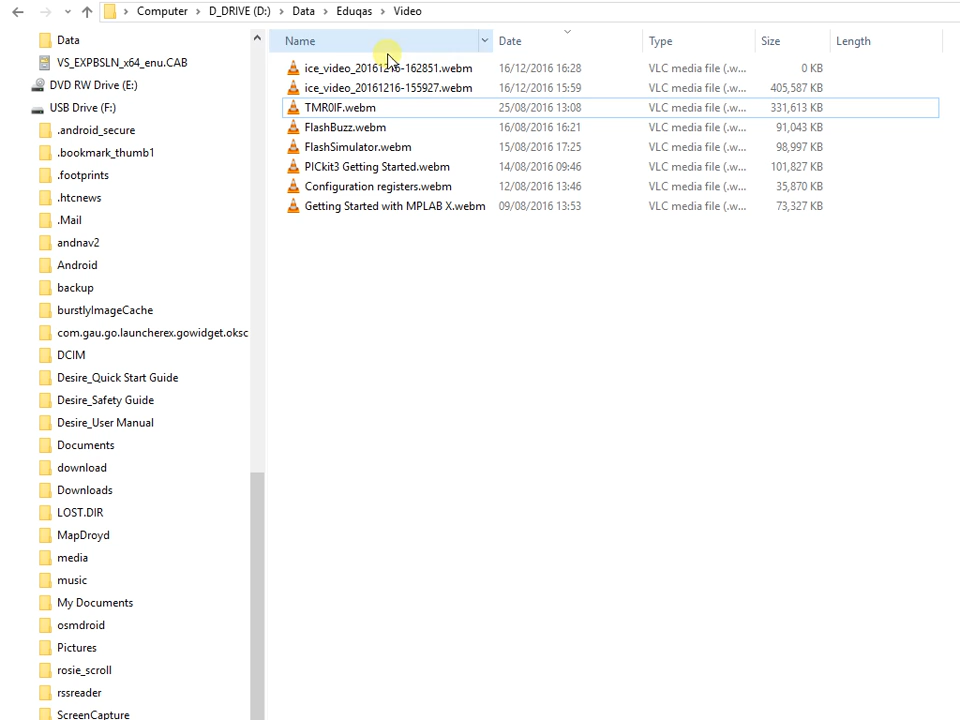 Computer > D_DRIVE (D:) > Data > Eduqas > Video
Data
VS_EXPBSLN_x64_enu.CAB
DVD RW Drive (E:)
USB Drive (F:)
.android_secure
.bookmark_thumb1
.footprints
.htcnews
.Mail
andnav2
Android
backup
burstlyImageCache
com.gau.go.launcherex.gowidget.oksc
DCIM
Desire_Quick Start Guide
Desire_Safety Guide
Desire_User Manual
Documents
download
Downloads
LOST.DIR
MapDroyd
media
music
My Documents
osmdroid
Pictures
rosie_scroll
rssreader
ScreenCapture
Name Date Type Size Length
ice_video_20161216-162851.webm 16/12/2016 16:28 VLC media file (.w... 0 KB
ice_video_20161216-155927.webm 16/12/2016 15:59 VLC media file (.w... 405,587 KB
TMR0IF.webm 25/08/2016 13:08 VLC media file (.w... 331,613 KB
FlashBuzz.webm 16/08/2016 16:21 VLC media file (.w... 91,043 KB
FlashSimulator.webm 15/08/2016 17:25 VLC media file (.w... 98,997 KB
PICkit3 Getting Started.webm 14/08/2016 09:46 VLC media file (.w... 101,827 KB
Configuration registers.webm 12/08/2016 13:46 VLC media file (.w... 35,870 KB
Getting Started with MPLAB X.webm 09/08/2016 13:53 VLC media file (.w... 73,327 KB